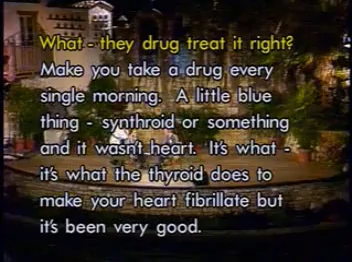 What - they drug treat it right?
Make you take a drug every
single morning.  A little blue
thing - synthroid or something
and it wasn't heart.  It's what -
it's what the thyroid does to
make your heart fibrillate but
it's been very good.